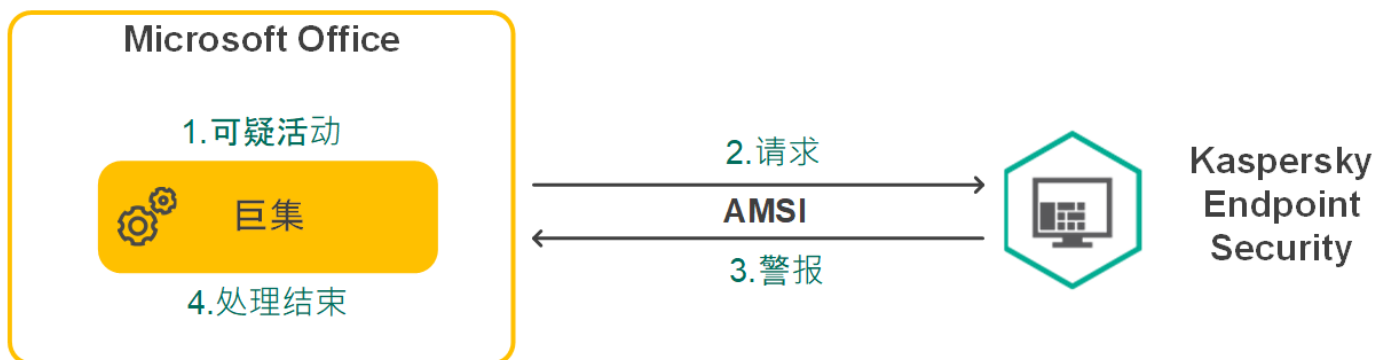 Microsoft Office
1.可疑活动
巨集
4.处理结束
2.请求
AMSI
3.警报
Kaspersky
Endpoint
Security